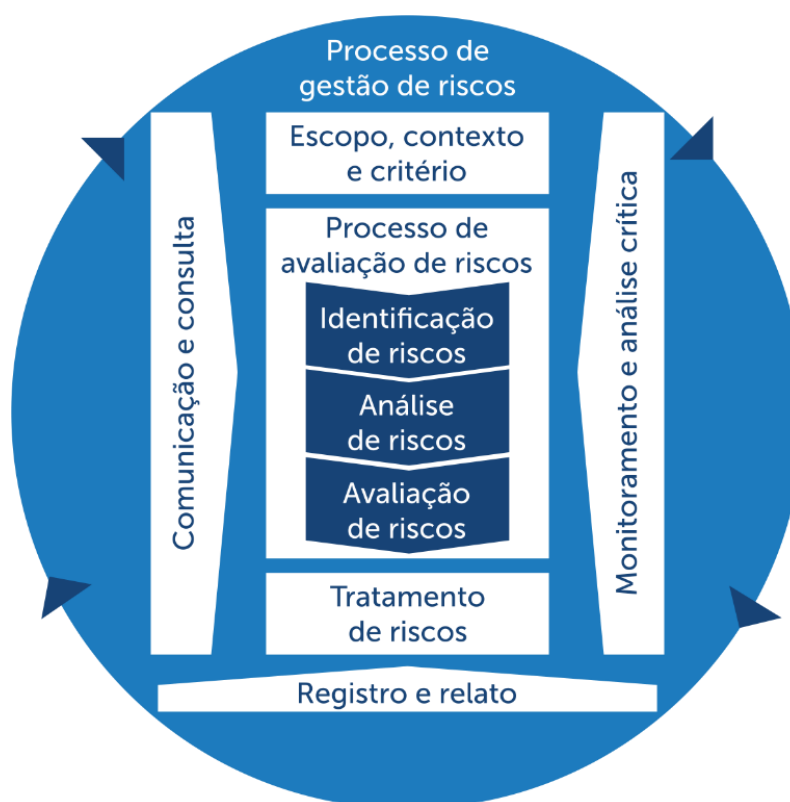 Processo de
gestão de riscos
Escopo, contexto
e critério
Processo de
avaliação de riscos
Identificação
de riscos
Análise
de riscos
Avaliação
de riscos
Tratamento
de riscos
Comunicação e consulta
Monitoramento e análise crítica
Registro e relato